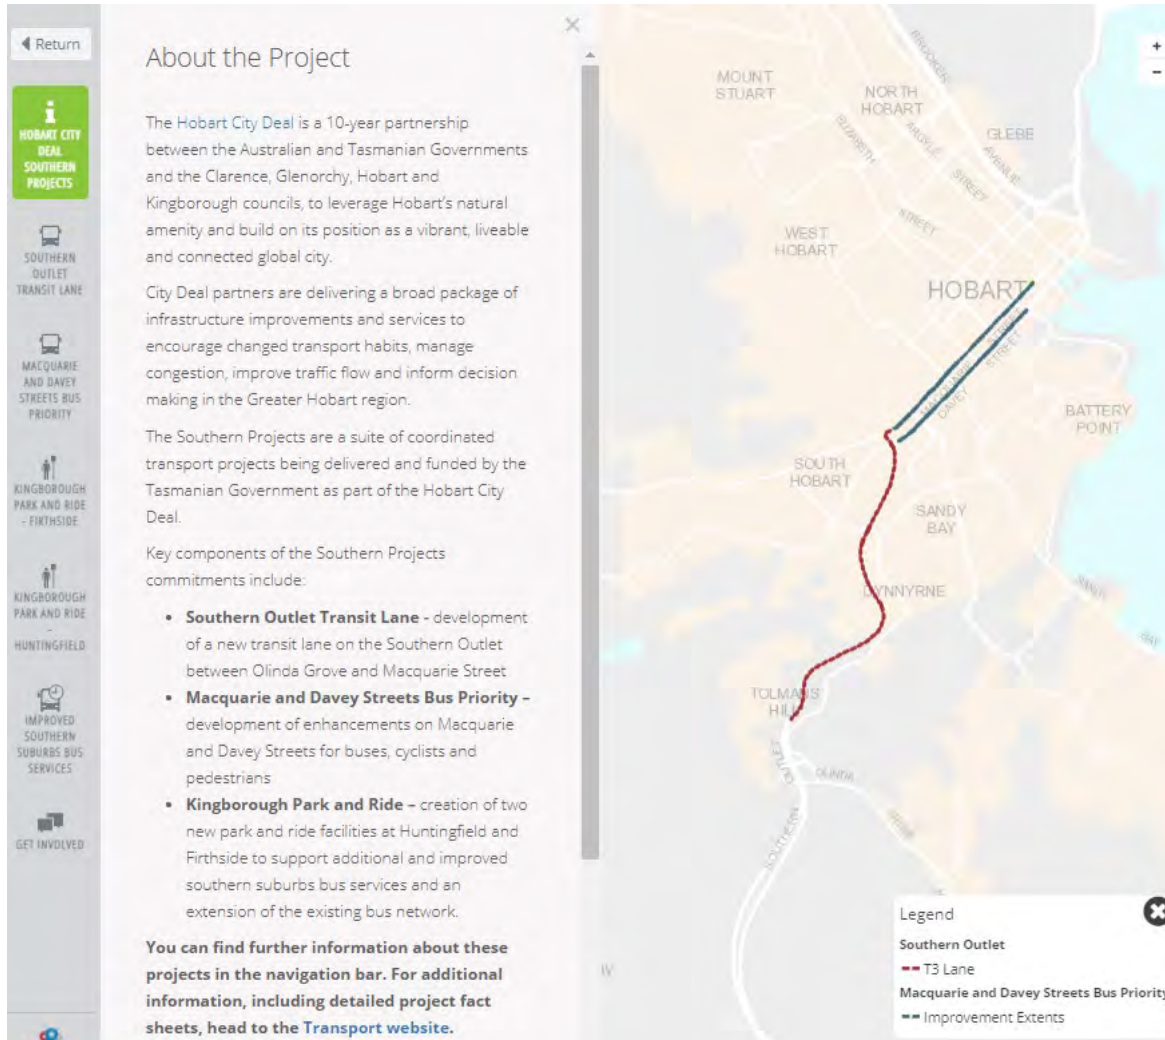 Return
HOBART CITY
DEAL
SOUTHERN
PROJECTS
SOUTHERN
OUTLET
TRANSIT LANE
MACQUARIE
AND DAVEY
STREETS BUS
PRIORITY
KINGBOROUGH
PARK AND RIDE
- FIRTHSIDE
KINGBOROUGH
PARK AND RIDE
-
HUNTINGFIELD
IMPROVED
SOUTHERN
SUBURBS BUS
SERVICES
GET INVOLVED
About the Project
The Hobart City Deal is a 10-year partnership
between the Australian and Tasmanian Governments
and the Clarence, Glenorchy, Hobart and
Kingborough councils, to leverage Hobart's natural
amenity and build on its position as a vibrant, liveable
and connected global city.
City Deal partners are delivering a broad package of
infrastructure improvements and services to
encourage changed transport habits, manage
congestion, improve traffic flow and inform decision
making in the Greater Hobart region.
The Southern Projects are a suite of coordinated
transport projects being delivered and funded by the
Tasmanian Government as part of the Hobart City
Deal.
Key components of the Southern Projects
commitments include:
• Southern Outlet Transit Lane - development
of a new transit lane on the Southern Outlet
between Olinda Grove and Macquarie Street
• Macquarie and Davey Streets Bus Priority –
development of enhancements on Macquarie
and Davey Streets for buses, cyclists and
pedestrians
• Kingborough Park and Ride – creation of two
new park and ride facilities at Huntingfield and
Firthside to support additional and improved
southern suburbs bus services and an
extension of the existing bus network.
You can find further information about these
projects in the navigation bar. For additional
information, including detailed project fact
sheets, head to the Transport website.
+
−
BROOKER
AVENUE
MOUNT
STUART
NORTH
HOBART
GLEBE
ELIZABETH
STREET
ARGYLE
STREET
WEST
HOBART
HOBART
MACQUARIE
STREET
DAVEY
STREET
BATTERY
POINT
SOUTH
HOBART
SANDY
BAY
SANDY
BAY
DYNNYRNE
TOLMANS
HILL
SOUTHERN
OUTLET
OLINDA
Legend
Southern Outlet
T3 Lane
Macquarie and Davey Streets Bus Priority
Improvement Extents